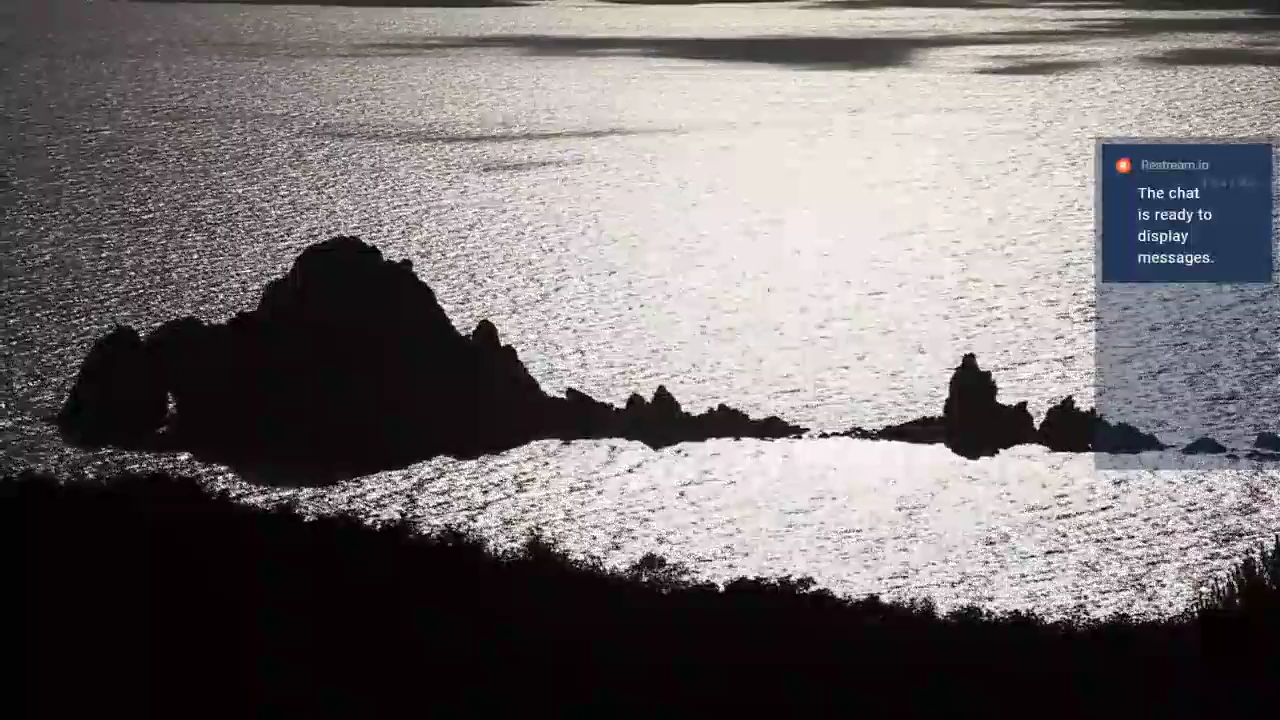 Restream.io
The chat
is ready to
display
messages.